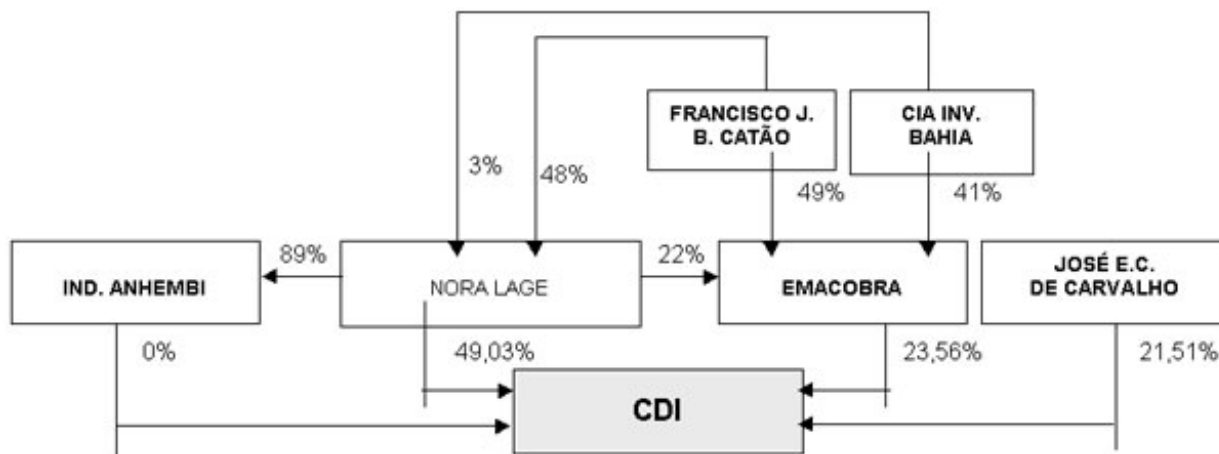 FRANCISCO J.
B. CATÃO
CIA INV.
BAHIA
3%
48%
49%
41%
89%
22%
IND. ANHEMBI
NORA LAGE
EMACOBRA
JOSÉ E.C.
DE CARVALHO
0%
49,03%
23,56%
21,51%
CDI